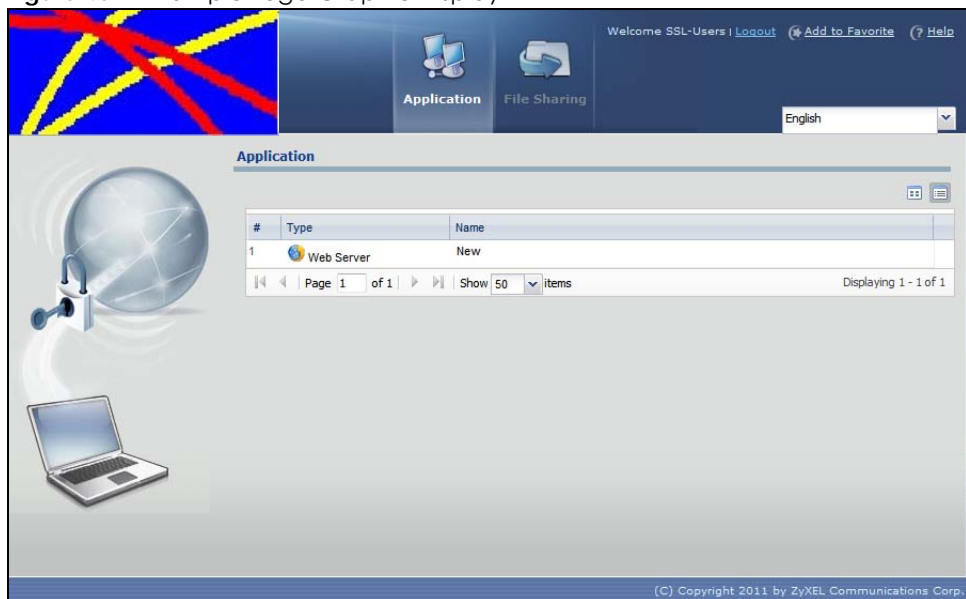 Welcome SSL-Users | Logout Add to Favorite ? Help
Application File Sharing
English
Application
# Type Name
1 Web Server New
Page 1 of 1 Show 50 items Displaying 1 - 1 of 1
(C) Copyright 2011 by ZyXEL Communications Corp.